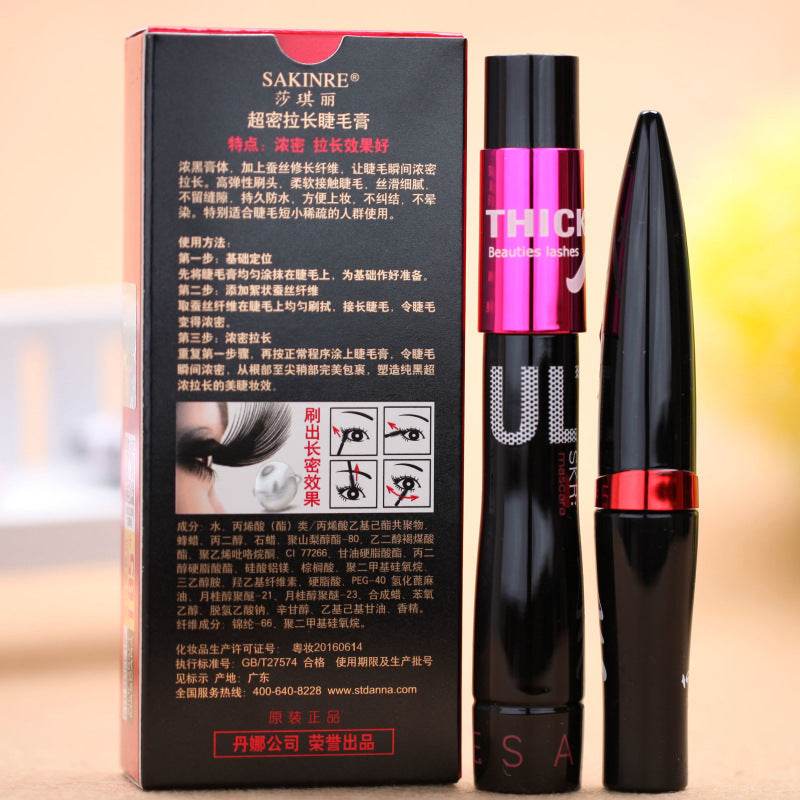 SAKINRE®
莎琪丽
超密拉长睫毛膏
特点：浓密 拉长效果好
浓黑膏体，加上蚕丝修长纤维，让睫毛瞬间浓密
拉长。高弹性刷头，柔软接触睫毛，丝滑细腻，
不留缝隙，持久防水，方便上妆，不纠结，不晕
染。特别适合睫毛短小稀疏的人群使用。
使用方法：
第一步：基础定位
先将睫毛膏均匀涂抹在睫毛上，为基础作好准备。
第二步：添加絮状蚕丝纤维
取蚕丝纤维在睫毛上均匀刷拭，接长睫毛，令睫毛
变得浓密。
第三步：浓密拉长
重复第一步骤，再按正常程序涂上睫毛膏，令睫毛
瞬间浓密，从根部至尖稍部完美包裹，塑造纯黑超
浓拉长的美睫妆效。
刷出长密效果
成分：水、丙烯酸（酯）类/丙烯酸乙基己酯共聚物、
蜂蜡、丙二醇、石蜡、聚山梨醇酯-80、乙二醇褐煤酸
酯、聚乙烯吡咯烷酮、CI 77266、甘油硬脂酸酯、丙二
醇硬脂酸酯、硅酸铝镁、棕榈酸、聚二甲基硅氧烷、
三乙醇胺、羟乙基纤维素、硬脂酸、PEG-40 氢化蓖麻
油、月桂醇聚醚-21、月桂醇聚醚-23、合成蜡、苯氧
乙醇、脱氢乙酸钠、辛甘醇、乙基己基甘油、香精。
纤维成分：锦纶-66、聚二甲基硅氧烷。
化妆品生产许可证号：粤妆20160614
执行标准号：GB/T27574 合格 使用期限及生产批号
见标示 产地：广东
全国服务热线：400-640-8228 www.stdanna.com
原装正品
丹娜公司 荣誉出品
THICK
Beauties lashes
UL
SKRI
mascara
ESA